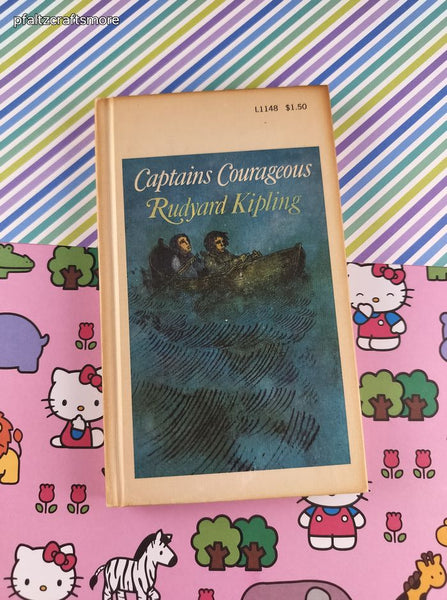 pfaltzcraftsmore
L1148 $1.50
Captains Courageous
Rudyard Kipling